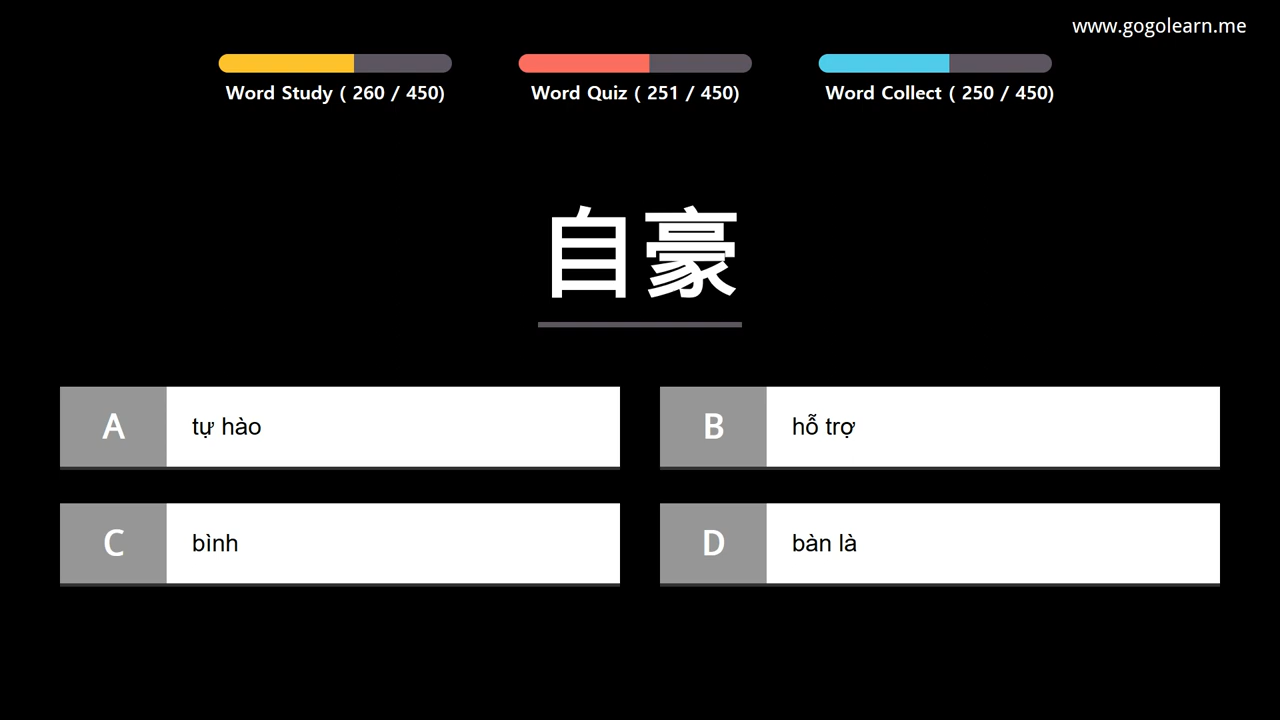 www.gogolearn.me
Word Study ( 260 / 450)
Word Quiz ( 251 / 450)
Word Collect ( 250 / 450)
自豪
A tự hào
B hỗ trợ
C bình
D bàn là